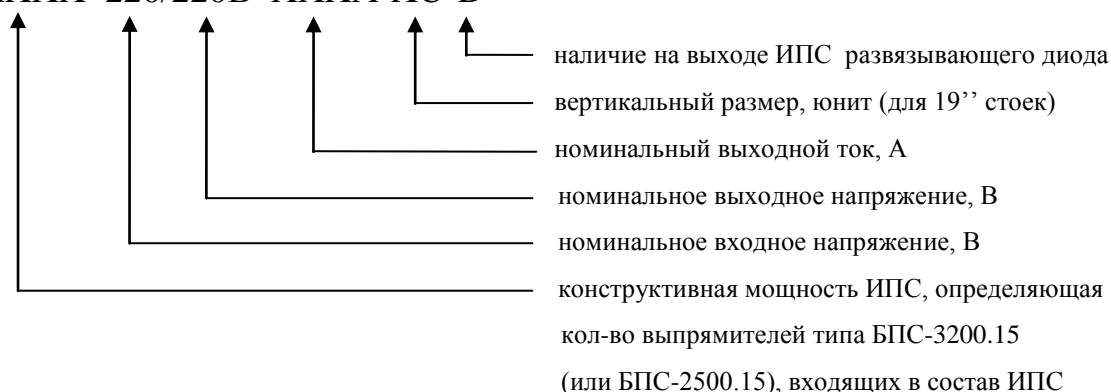 наличие на выходе ИПС развязывающего диода
вертикальный размер, юнит (для 19’’ стоек)
номинальный выходной ток, А
номинальное выходное напряжение, В
номинальное входное напряжение, В
конструктивная мощность ИПС, определяющая
кол-во выпрямителей типа БПС-3200.15
(или БПС-2500.15), входящих в состав ИПС